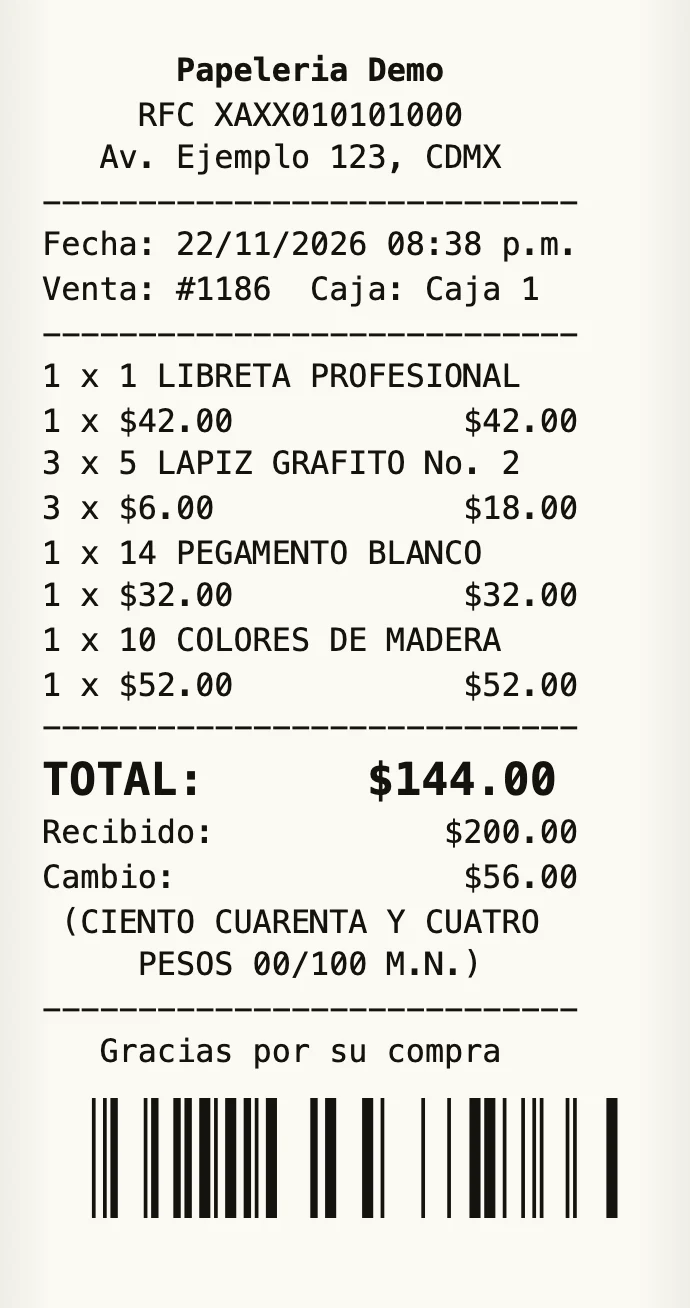 Papeleria Demo
RFC XAXX010101000
Av. Ejemplo 123, CDMX
----------------------------
Fecha: 22/11/2026 08:38 p.m.
Venta: #1186  Caja: Caja 1
----------------------------
1 x 1 LIBRETA PROFESIONAL
1 x $42.00            $42.00
3 x 5 LAPIZ GRAFITO No. 2
3 x $6.00             $18.00
1 x 14 PEGAMENTO BLANCO
1 x $32.00            $32.00
1 x 10 COLORES DE MADERA
1 x $52.00            $52.00
----------------------------
TOTAL:       $144.00
Recibido:            $200.00
Cambio:               $56.00
(CIENTO CUARENTA Y CUATRO
PESOS 00/100 M.N.)
----------------------------
Gracias por su compra